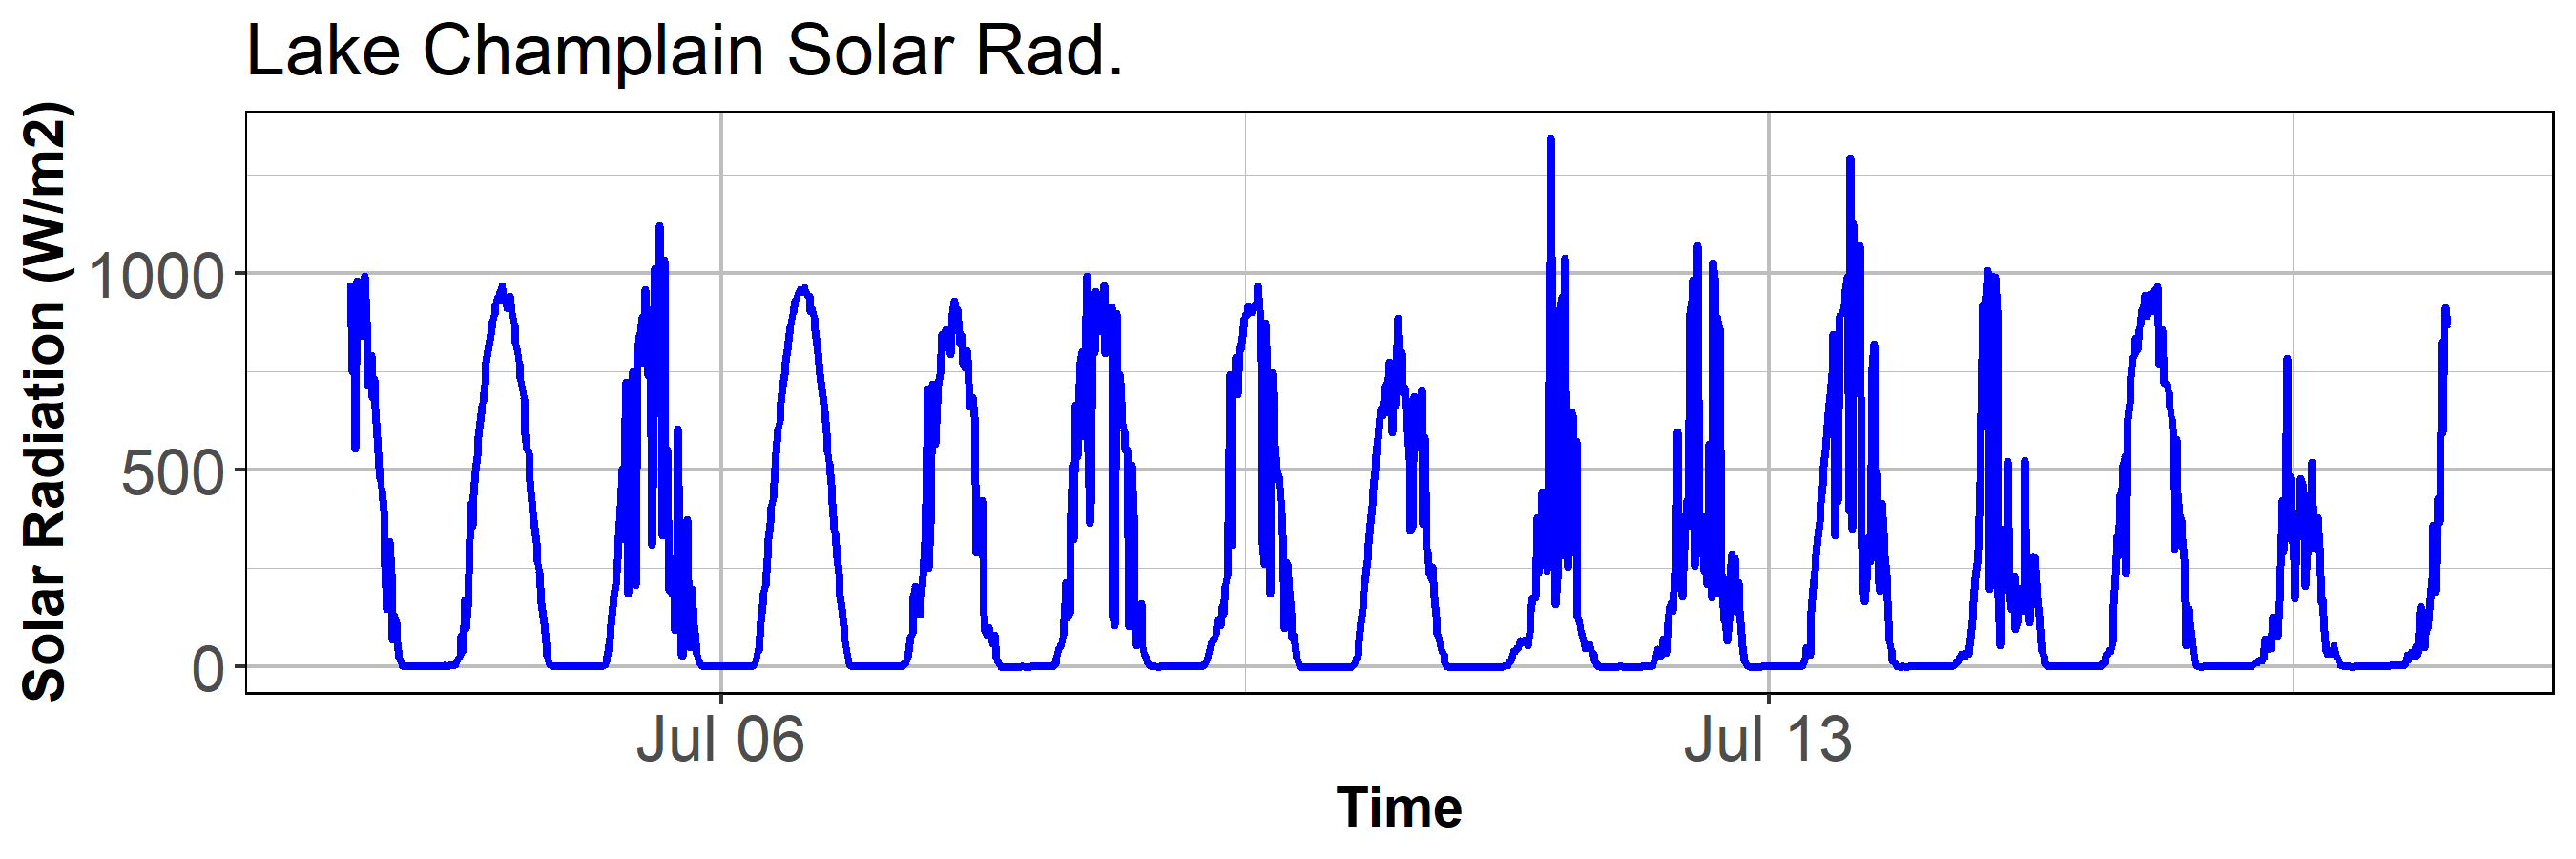 Lake Champlain Solar Rad.
Solar Radiation (W/m2)
1000
500
0
Jul 06
Jul 13
Time